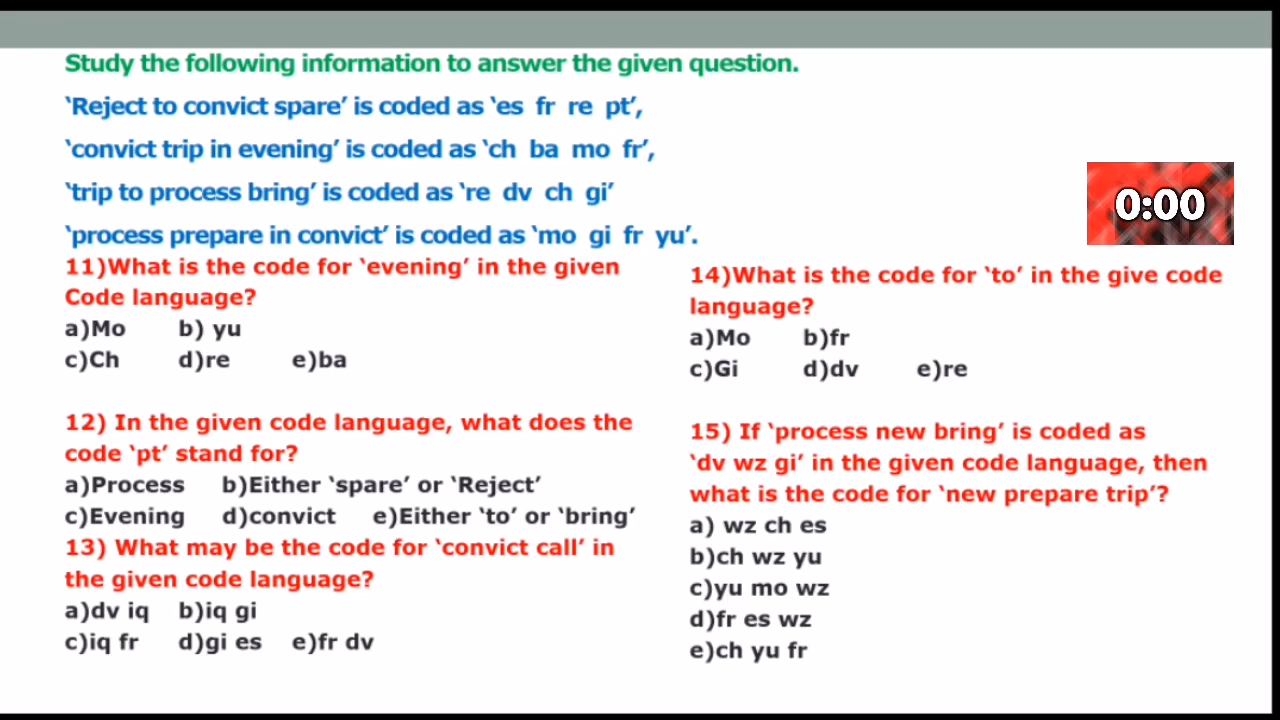 Study the following information to answer the given question.
‘Reject to convict spare’ is coded as ‘es fr re pt’,
‘convict trip in evening’ is coded as ‘ch ba mo fr’,
‘trip to process bring’ is coded as ‘re dv ch gi’
‘process prepare in convict’ is coded as ‘mo gi fr yu’.
11)What is the code for ‘evening’ in the given
Code language?
a)Mo b) yu
c)Ch d)re e)ba
12) In the given code language, what does the
code ‘pt’ stand for?
a)Process b)Either ‘spare’ or ‘Reject’
c)Evening d)convict e)Either ‘to’ or ‘bring’
13) What may be the code for ‘convict call’ in
the given code language?
a)dv iq b)iq gi
c)iq fr d)gi es e)fr dv
0:00
14)What is the code for ‘to’ in the give code
language?
a)Mo b)fr
c)Gi d)dv e)re
15) If ‘process new bring’ is coded as
‘dv wz gi’ in the given code language, then
what is the code for ‘new prepare trip’?
a) wz ch es
b)ch wz yu
c)yu mo wz
d)fr es wz
e)ch yu fr